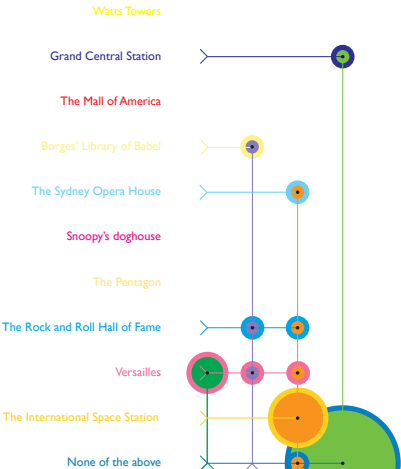 Watts Towers
Grand Central Station
The Mall of America
Borges' Library of Babel
The Sydney Opera House
Snoopy's doghouse
The Pentagon
The Rock and Roll Hall of Fame
Versailles
The International Space Station
None of the above